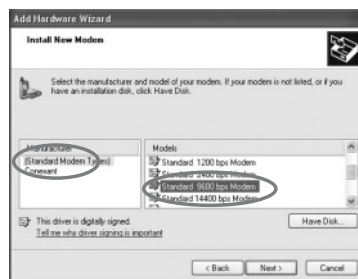 Add Hardware Wizard
Install New Modem
Select the manufacturer and model of your modem. If your modem is not listed, or if you
have an installation disk, click Have Disk.
Manufacturer
(Standard Modem Types)
Conexant
Models
Standard 1200 bps Modem
Standard 2400 bps Modem
Standard 9600 bps Modem
Standard 14400 bps Modem
This driver is digitally signed.
Tell me why driver signing is important
Have Disk...
< Back
Next >
Cancel